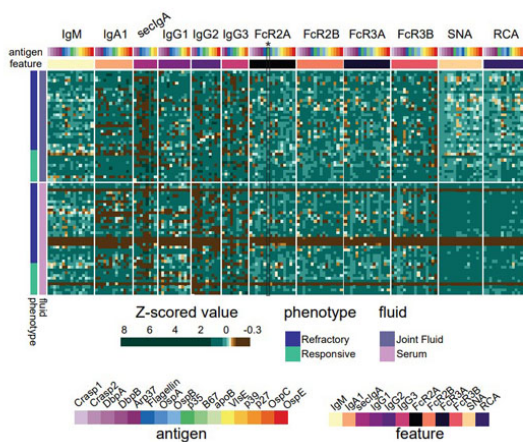 IgM IgA1 secIgA IgG1 IgG2 IgG3 FcR2A FcR2B FcR3A FcR3B SNA RCA
antigen
*
feature
phenotype
fluid
Z-scored value
8 6 4 2 0 -0.3
phenotype
Refractory
Responsive
fluid
Joint Fluid
Serum
Crasp1 Crasp2 DbpA DbpB Arp37 Flagellin OspA OspB B67 apoB VlsE p39 p27 OspC OspE
antigen
IgM IgA1 secIgA IgG1 IgG2 IgG3 FcR2A FcR2B FcR3A FcR3B SNA RCA
feature